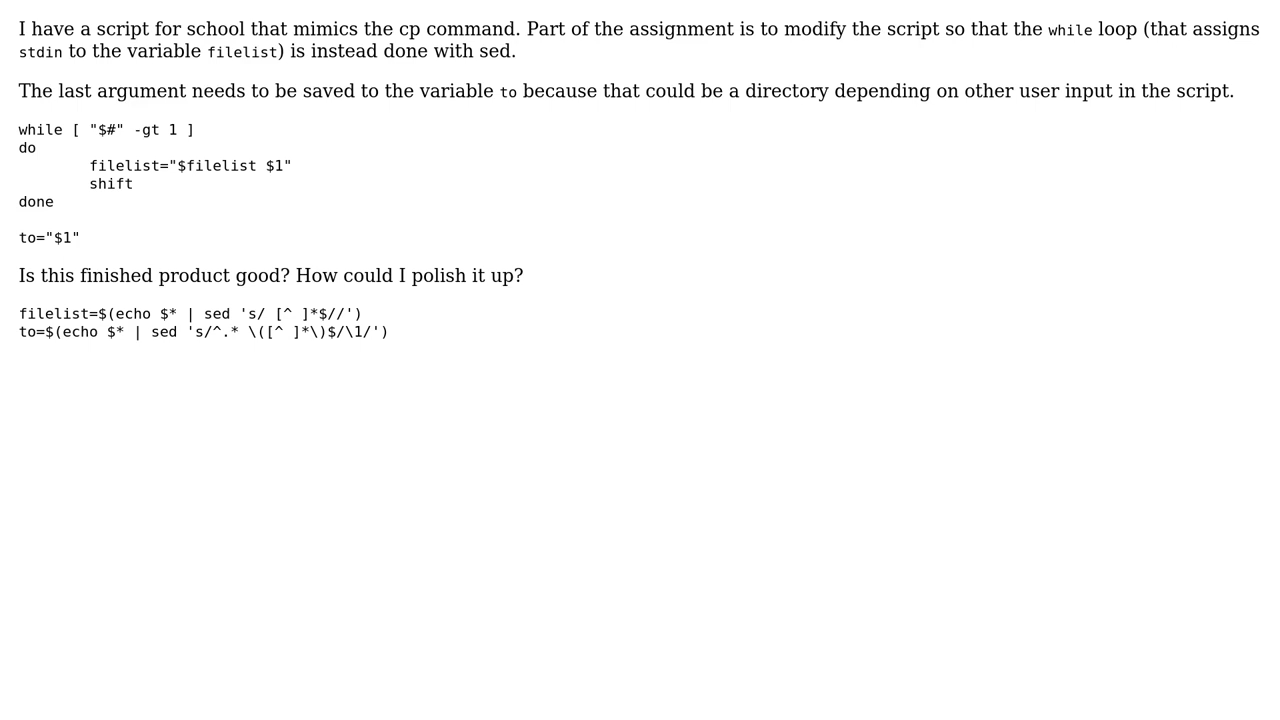 I have a script for school that mimics the cp command. Part of the assignment is to modify the script so that the while loop (that assigns
stdin to the variable filelist) is instead done with sed.
The last argument needs to be saved to the variable to because that could be a directory depending on other user input in the script.
while [ "$#" -gt 1 ]
do
        filelist="$filelist $1"
        shift
done
to="$1"
Is this finished product good? How could I polish it up?
filelist=$(echo $* | sed 's/ [^ ]*$//')
to=$(echo $* | sed 's/^.* \([^ ]*\)$/\1/')